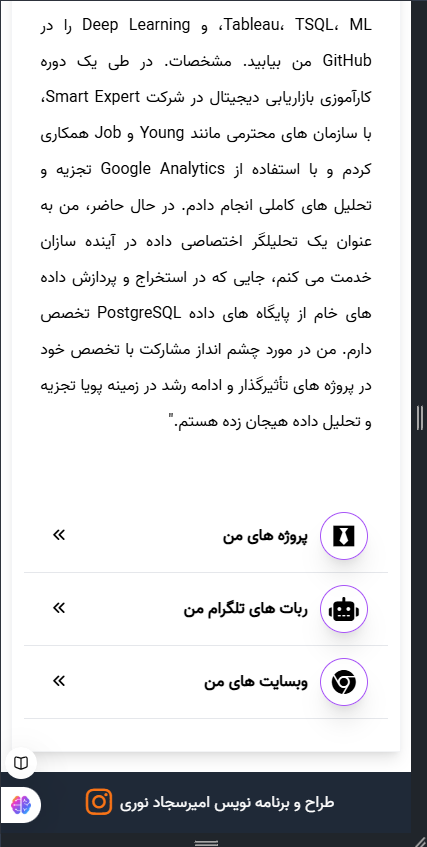 Tableau، TSQL، ML، و Deep Learning را در
GitHub من بیابید. مشخصات. در طی یک دوره
کارآموزی بازاریابی دیجیتال در شرکت Smart Expert،
با سازمان های محترمی مانند Young و Job همکاری
کردم و با استفاده از Google Analytics تجزیه و
تحلیل های کاملی انجام دادم. در حال حاضر، من به
عنوان یک تحلیلگر اختصاصی داده در آینده سازان
خدمت می کنم، جایی که در استخراج و پردازش داده
های خام از پایگاه های داده PostgreSQL تخصص
دارم. من در مورد چشم انداز مشارکت با تخصص خود
در پروژه های تأثیرگذار و ادامه رشد در زمینه پویا تجزیه
و تحلیل داده هیجان زده هستم."
پروژه های من
ربات های تلگرام من
وبسایت های من
طراح و برنامه نویس امیرسجاد نوری